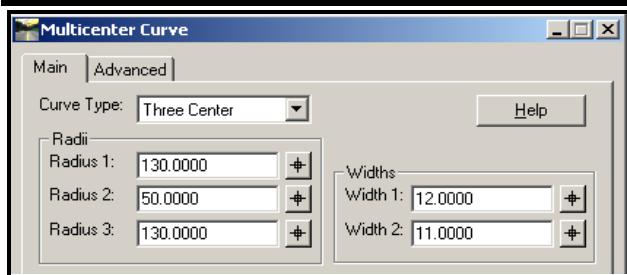 Multicenter Curve
Main Advanced
Curve Type: Three Center Help
Radii
Radius 1: 130.0000
Radius 2: 50.0000
Radius 3: 130.0000
Widths
Width 1: 12.0000
Width 2: 11.0000